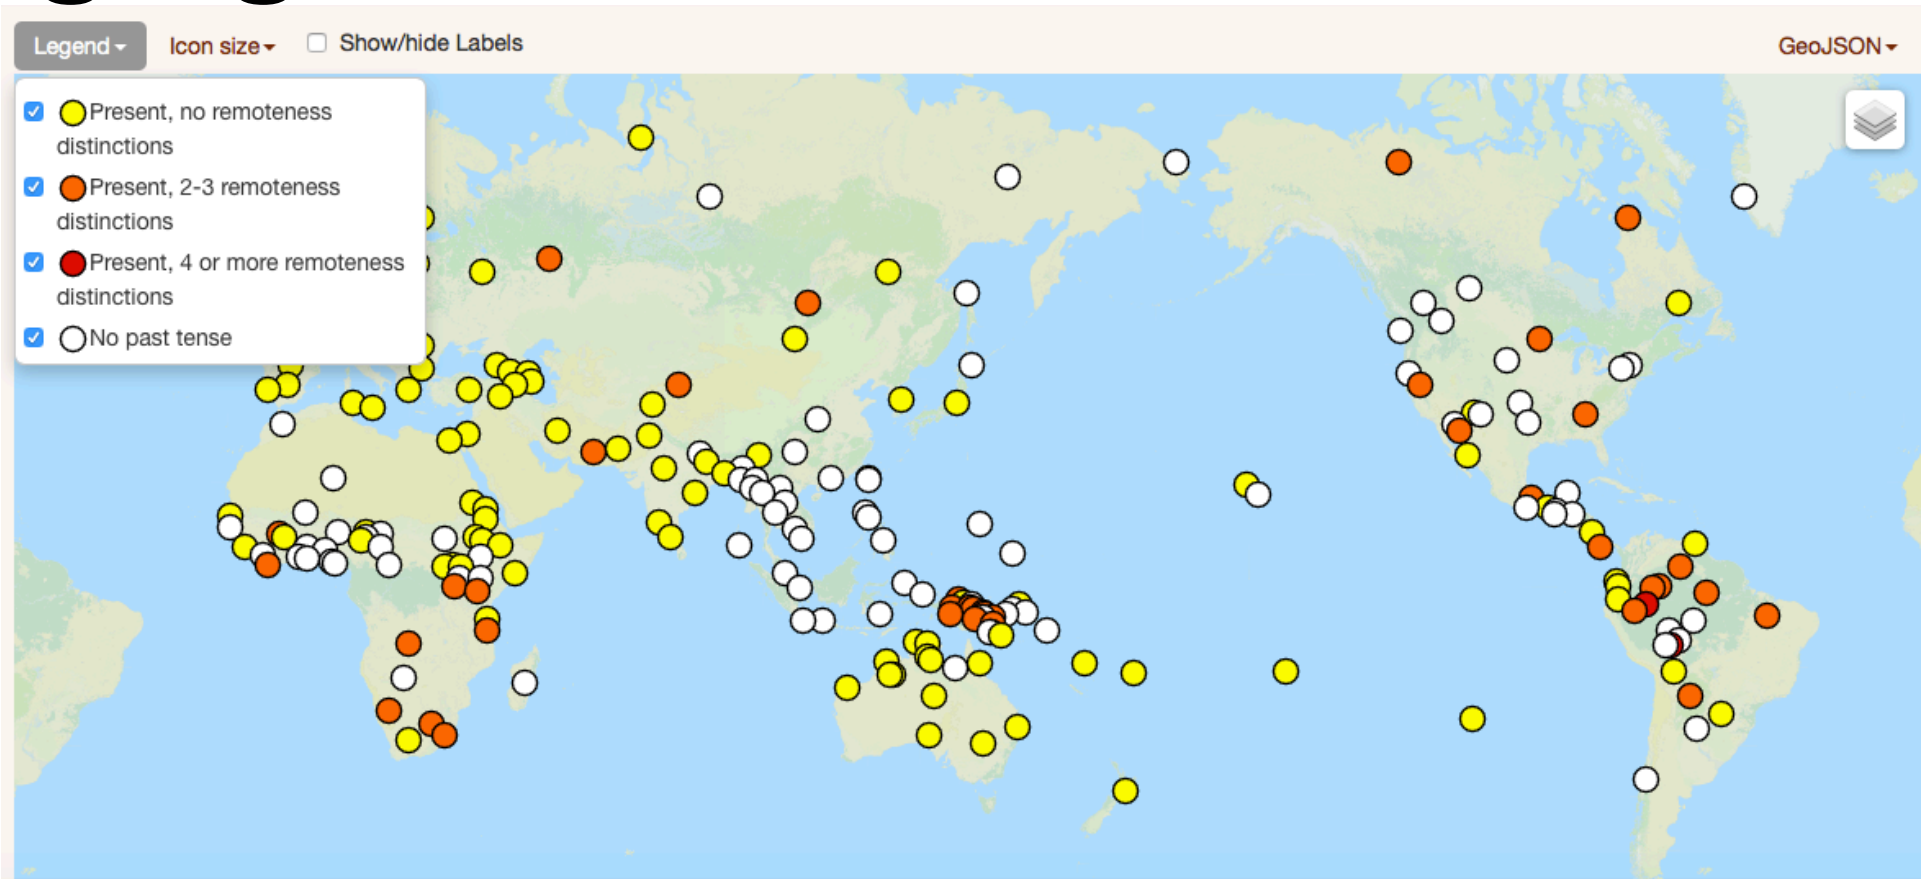 Legend
Icon size
Show/hide Labels
GeoJSON
Present, no remoteness
distinctions
Present, 2-3 remoteness
distinctions
Present, 4 or more remoteness
distinctions
No past tense